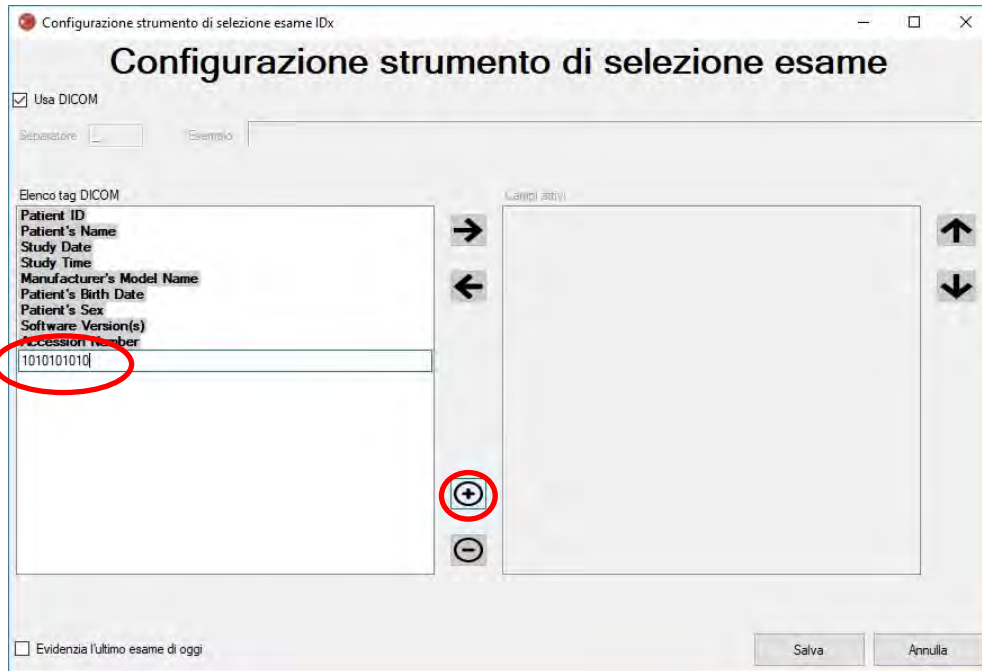 Configurazione strumento di selezione esame IDx
Configurazione strumento di selezione esame
Usa DICOM
Separatore _ Esempio
Elenco tag DICOM Campi attivi
Patient ID
Patient's Name
Study Date
Study Time
Manufacturer's Model Name
Patient's Birth Date
Patient's Sex
Software Version(s)
Accession Number
1010101010
Evidenzia l'ultimo esame di oggi Salva Annulla